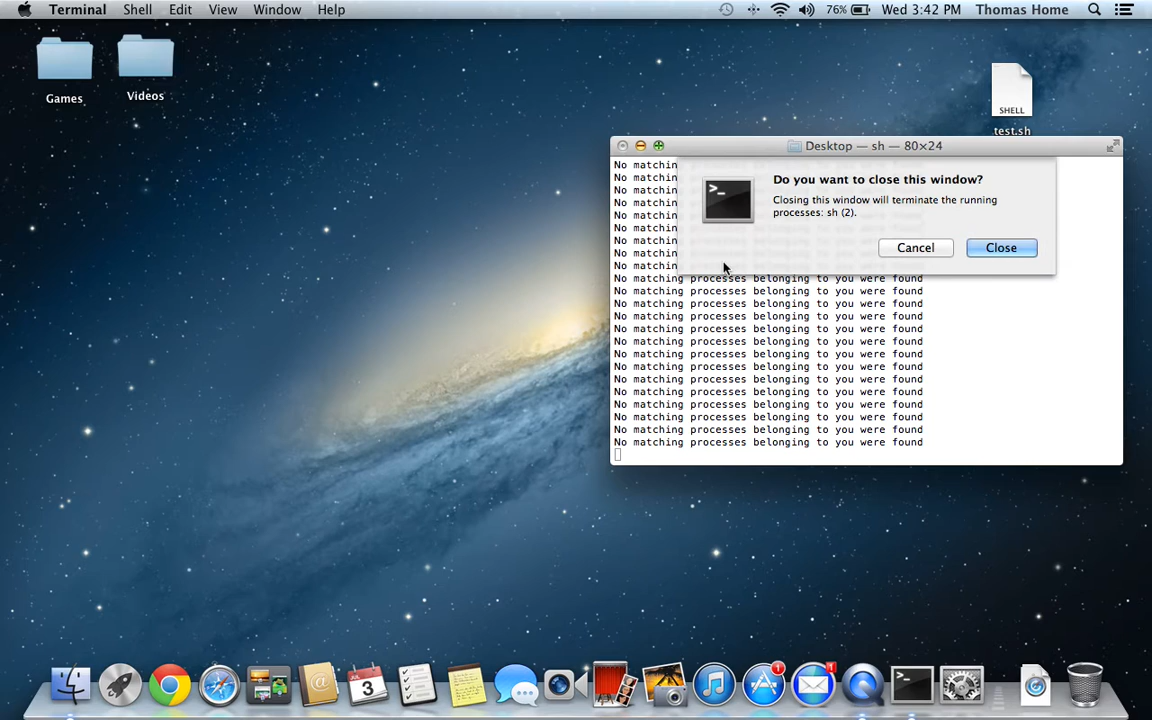 Terminal Shell Edit View Window Help 76% Wed 3:42 PM Thomas Home
Games
Videos
SHELL
test.sh
Desktop — sh — 80×24
No matchin
No matchin
No matchin
No matchin
No matchin
No matchin
No matchin
No matchin
No matchin
No matching processes belonging to you were found
No matching processes belonging to you were found
No matching processes belonging to you were found
No matching processes belonging to you were found
No matching processes belonging to you were found
No matching processes belonging to you were found
No matching processes belonging to you were found
No matching processes belonging to you were found
No matching processes belonging to you were found
No matching processes belonging to you were found
No matching processes belonging to you were found
No matching processes belonging to you were found
No matching processes belonging to you were found
No matching processes belonging to you were found
>_
Do you want to close this window?
Closing this window will terminate the running
processes: sh (2).
Cancel Close
JUL
3
@
1
1
>_